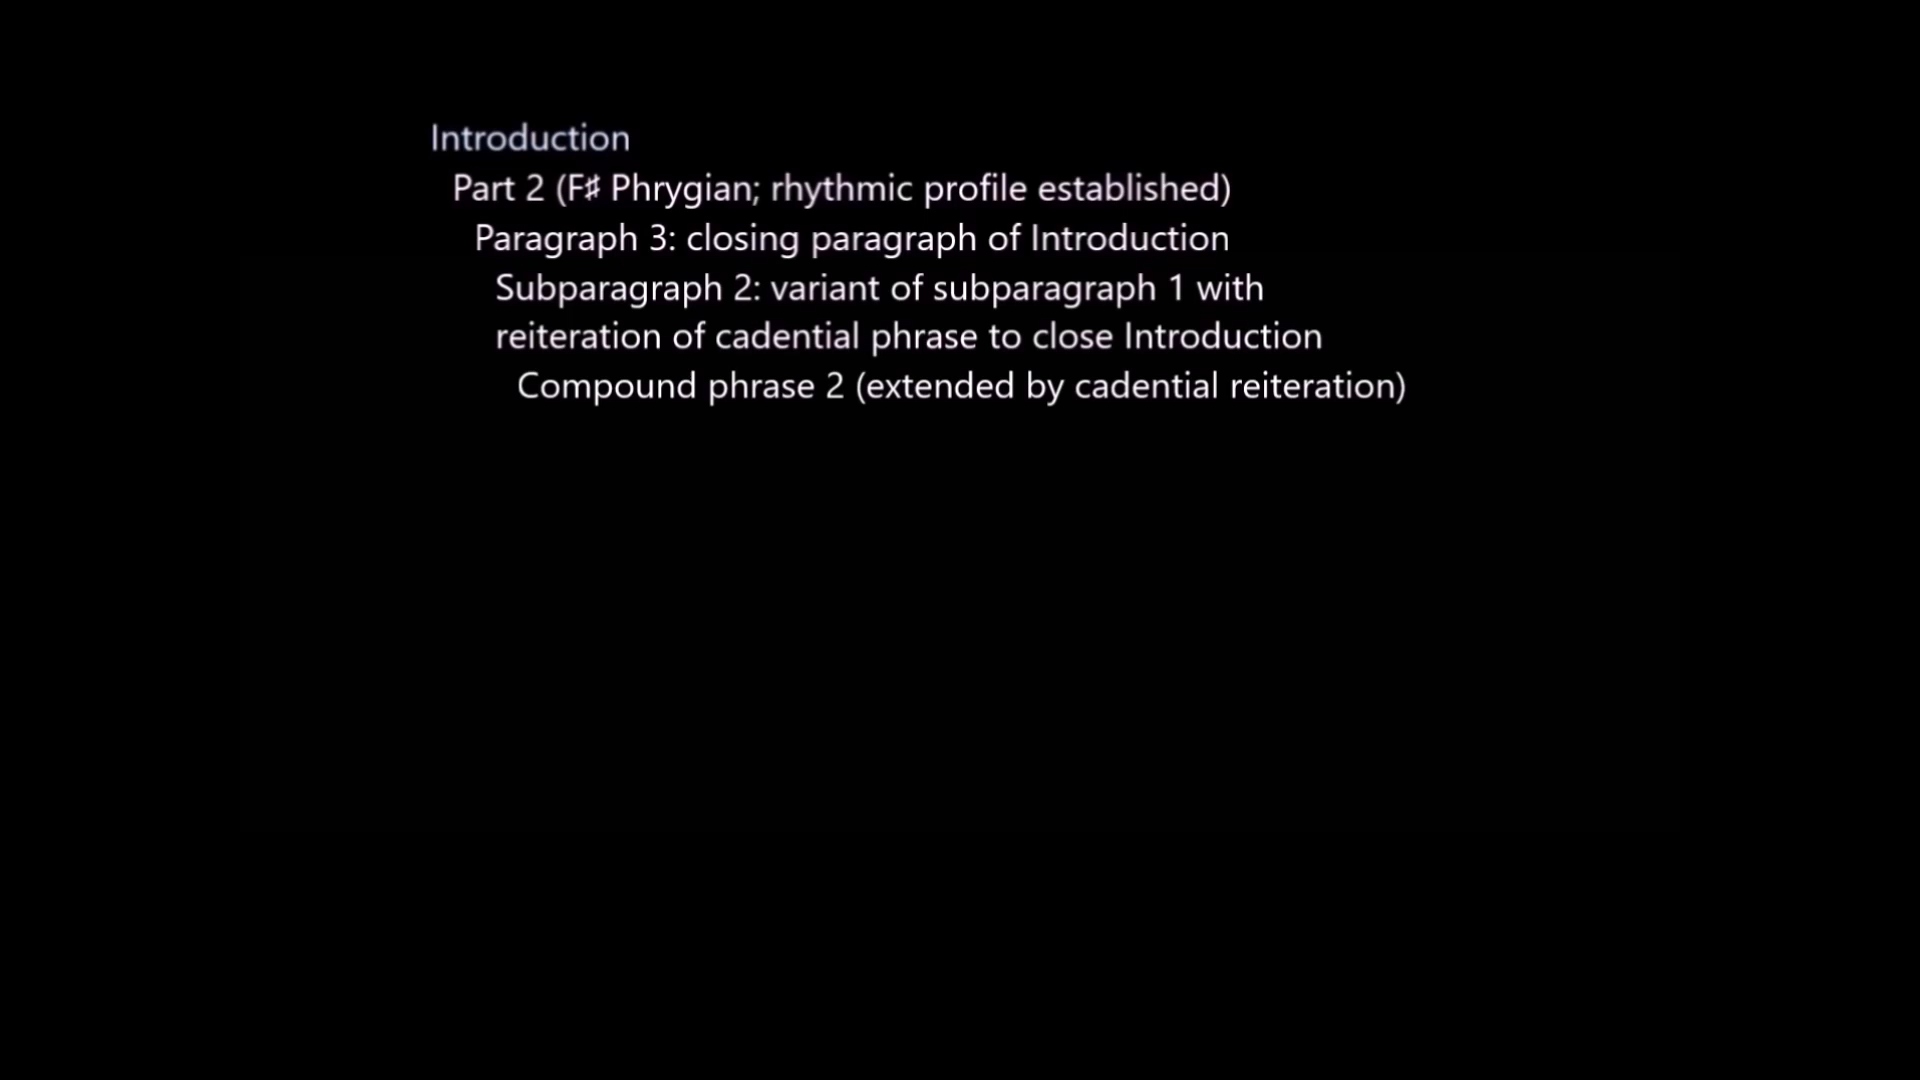 Introduction
Part 2 (F♯ Phrygian; rhythmic profile established)
Paragraph 3: closing paragraph of Introduction
Subparagraph 2: variant of subparagraph 1 with
reiteration of cadential phrase to close Introduction
Compound phrase 2 (extended by cadential reiteration)